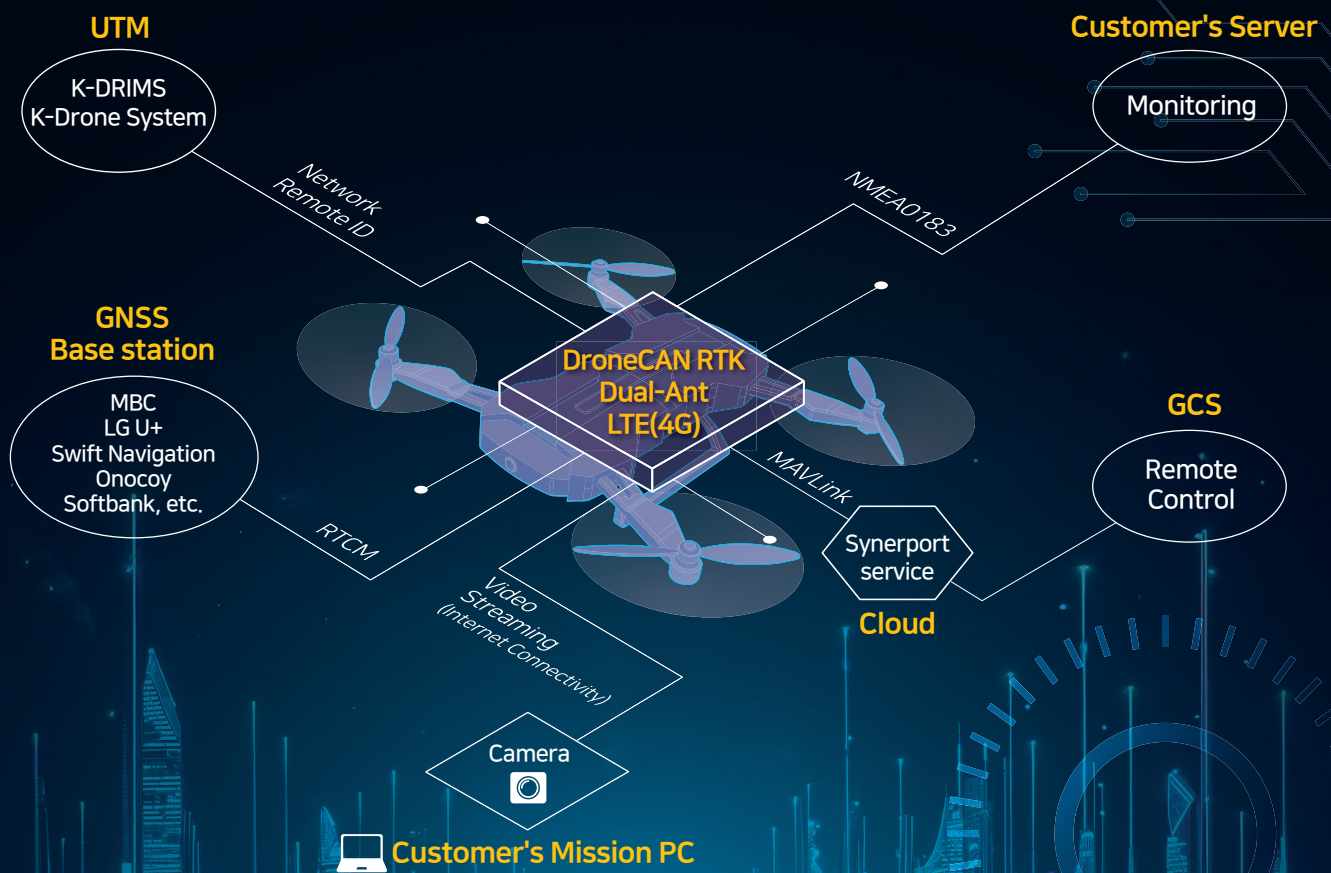 UTM
K-DRIMS
K-Drone System
Customer's Server
Monitoring
Network
Remote ID
NMEA0183
GNSS
Base station
MBC
LG U+
Swift Navigation
Onocoy
Softbank, etc.
DroneCAN RTK
Dual-Ant
LTE(4G)
GCS
Remote
Control
MAVLink
RTCM
Synerport
service
Cloud
Video
Streaming
(Internet Connectivity)
Camera
Customer's Mission PC